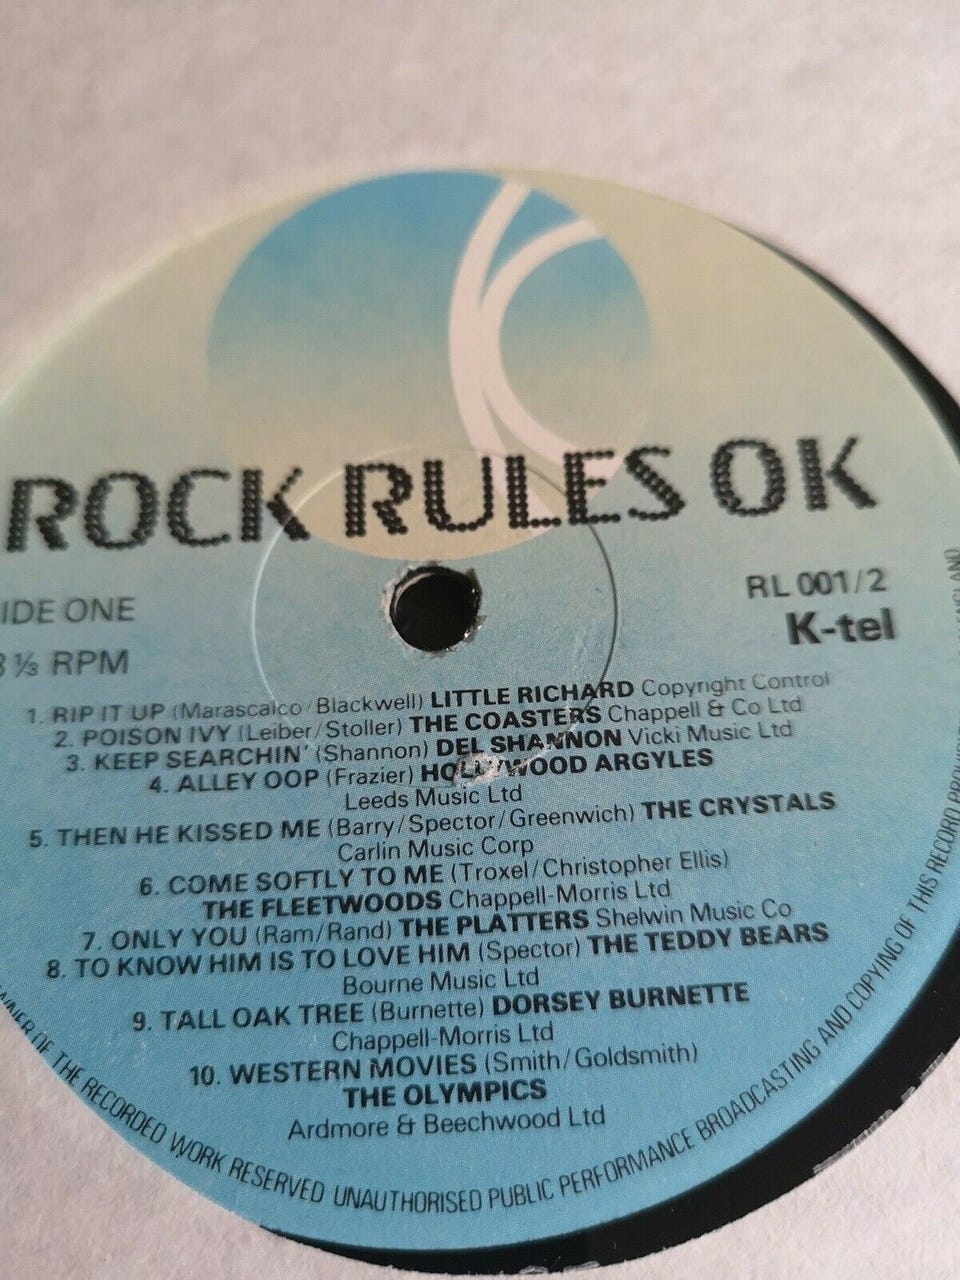 ROCK RULES OK
IDE ONE
RL 001/2
3⅓ RPM
K-tel
1. RIP IT UP (Marascalco/Blackwell) LITTLE RICHARD Copyright Control
2. POISON IVY (Leiber/Stoller) THE COASTERS Chappell & Co Ltd
3. KEEP SEARCHIN' (Shannon) DEL SHANNON Vicki Music Ltd
4. ALLEY OOP (Frazier) HOLLYWOOD ARGYLES
Leeds Music Ltd
5. THEN HE KISSED ME (Barry/Spector/Greenwich) THE CRYSTALS
Carlin Music Corp
6. COME SOFTLY TO ME (Troxel/Christopher Ellis)
THE FLEETWOODS Chappell-Morris Ltd
7. ONLY YOU (Ram/Rand) THE PLATTERS Shelwin Music Co
8. TO KNOW HIM IS TO LOVE HIM (Spector) THE TEDDY BEARS
Bourne Music Ltd
9. TALL OAK TREE (Burnette) DORSEY BURNETTE
Chappell-Morris Ltd
10. WESTERN MOVIES (Smith/Goldsmith)
THE OLYMPICS
Ardmore & Beechwood Ltd
WNER OF THE RECORDED WORK RESERVED UNAUTHORISED PUBLIC PERFORMANCE BROADCASTING AND COPYING OF THIS RECORD